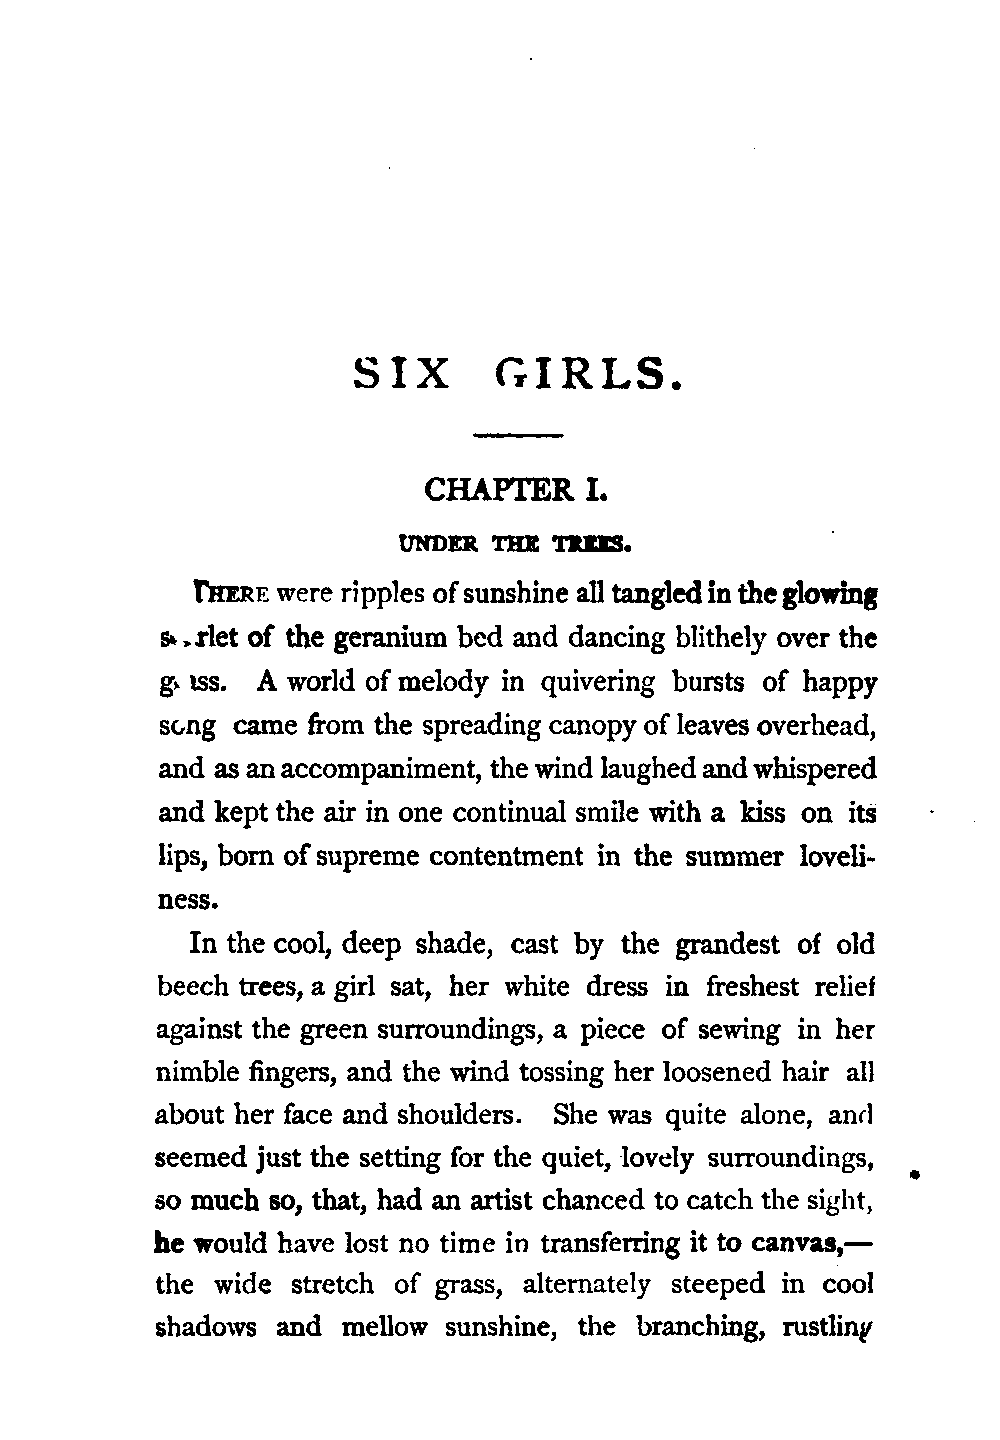 SIX GIRLS.
CHAPTER I.
UNDER THE TREES.
THERE were ripples of sunshine all tangled in the glowing
scarlet of the geranium bed and dancing blithely over the
grass. A world of melody in quivering bursts of happy
song came from the spreading canopy of leaves overhead,
and as an accompaniment, the wind laughed and whispered
and kept the air in one continual smile with a kiss on its
lips, born of supreme contentment in the summer loveli-
ness.
In the cool, deep shade, cast by the grandest of old
beech trees, a girl sat, her white dress in freshest relief
against the green surroundings, a piece of sewing in her
nimble fingers, and the wind tossing her loosened hair all
about her face and shoulders. She was quite alone, and
seemed just the setting for the quiet, lovely surroundings,
so much so, that, had an artist chanced to catch the sight,
he would have lost no time in transferring it to canvas,—
the wide stretch of grass, alternately steeped in cool
shadows and mellow sunshine, the branching, rustling